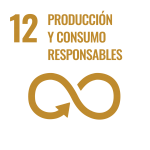 12 PRODUCCIÓN
Y CONSUMO
RESPONSABLES